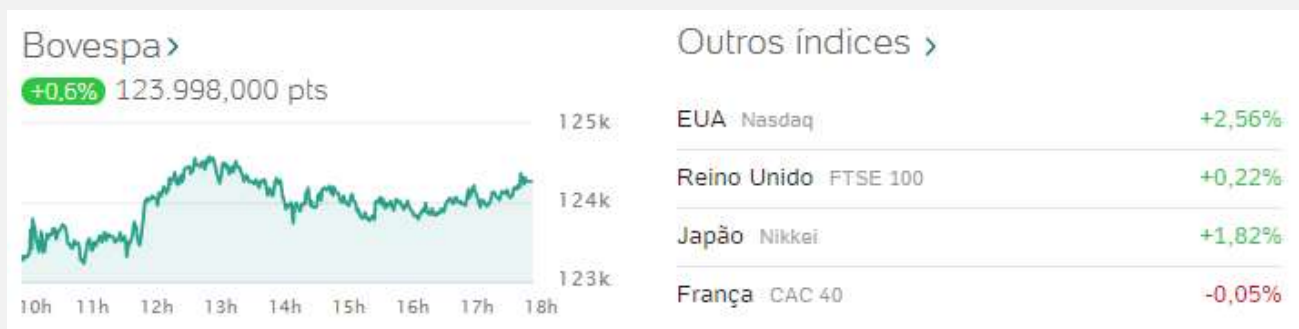 Bovespa >
+0,6% 123.998,000 pts
125k
124k
123k
10h 11h 12h 13h 14h 15h 16h 17h 18h
Outros índices >
EUA Nasdaq +2,56%
Reino Unido FTSE 100 +0,22%
Japão Nikkei +1,82%
França CAC 40 -0,05%